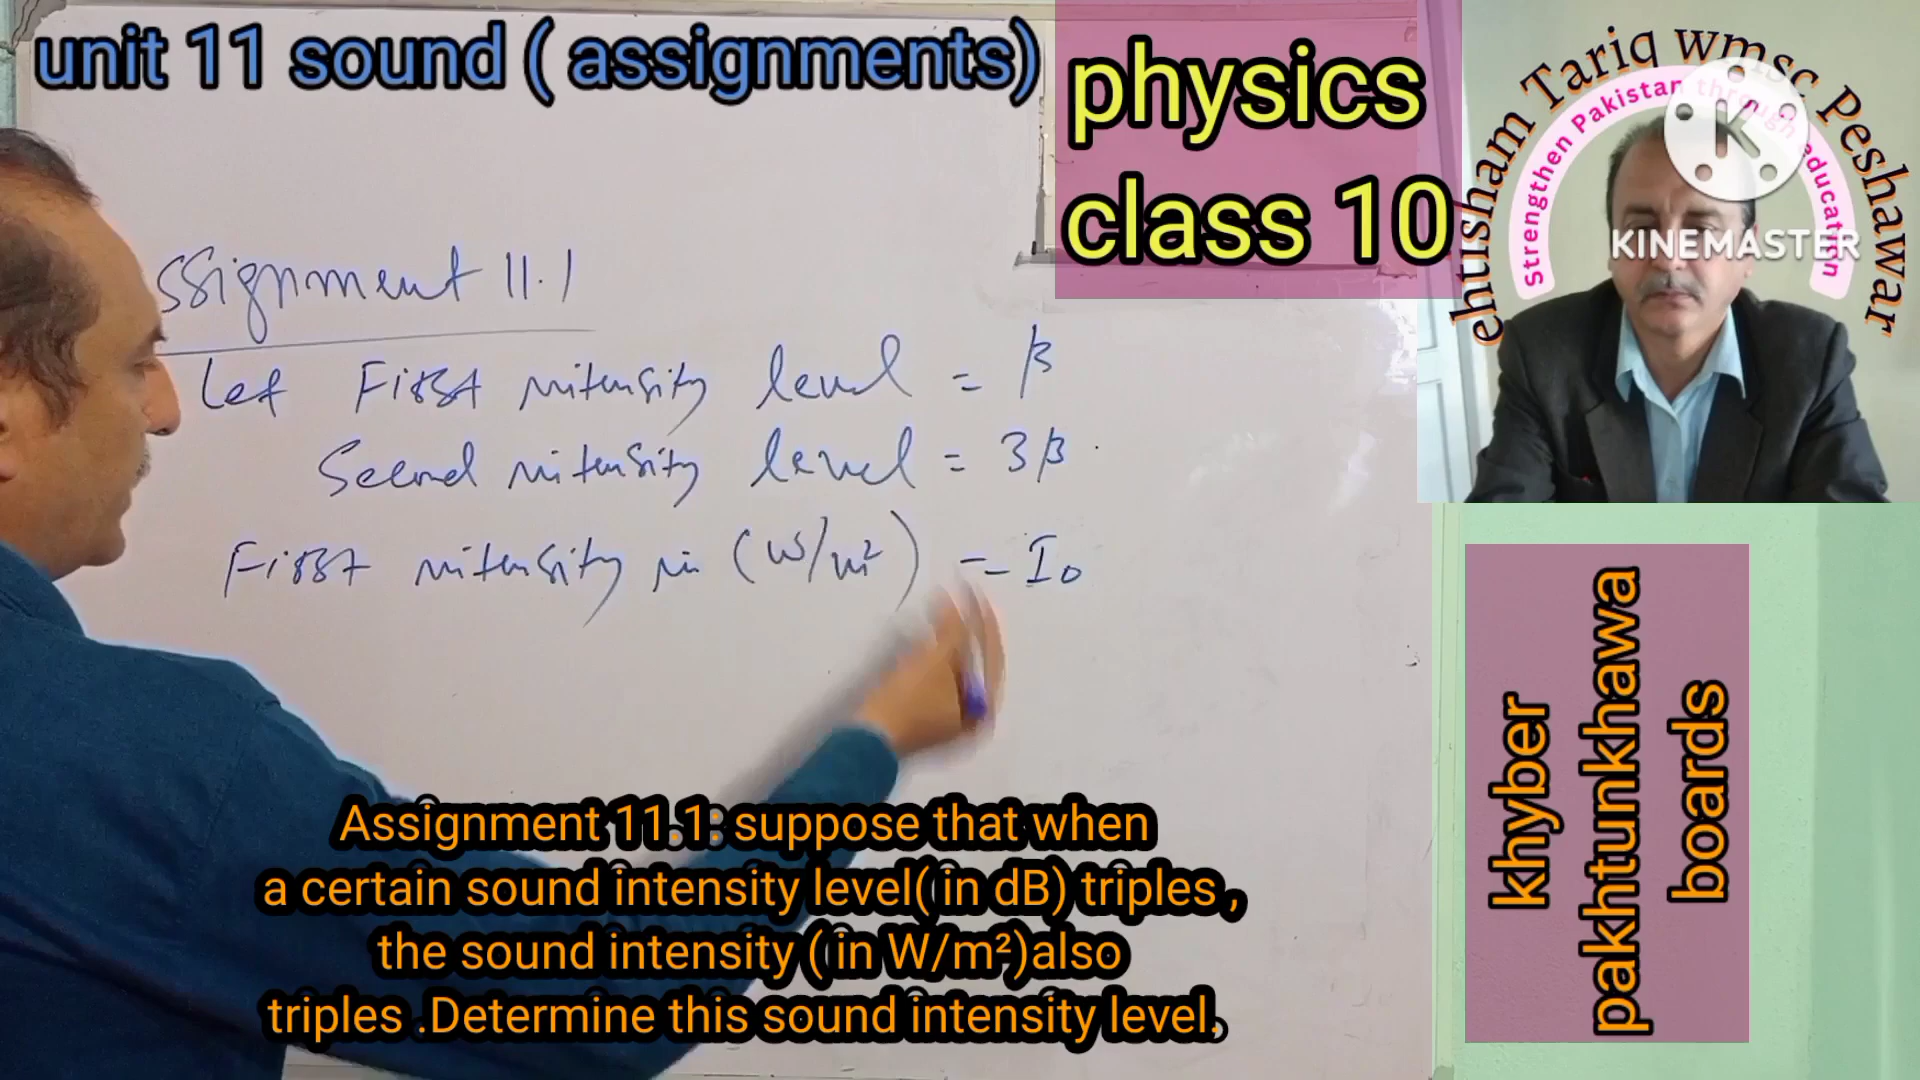 unit 11 sound ( assignments)
physics
class 10
ehtisham Tariq wmsc Peshawar
Strengthen Pakistan through education
K
KINEMASTER
ssignment 11.1
Let First intensity level = β
Second intensity level = 3β
First intensity in (W/m²) = I₀
khyber
pakhtunkhawa
boards
Assignment 11.1: suppose that when
a certain sound intensity level( in dB) triples ,
the sound intensity ( in W/m²)also
triples .Determine this sound intensity level.